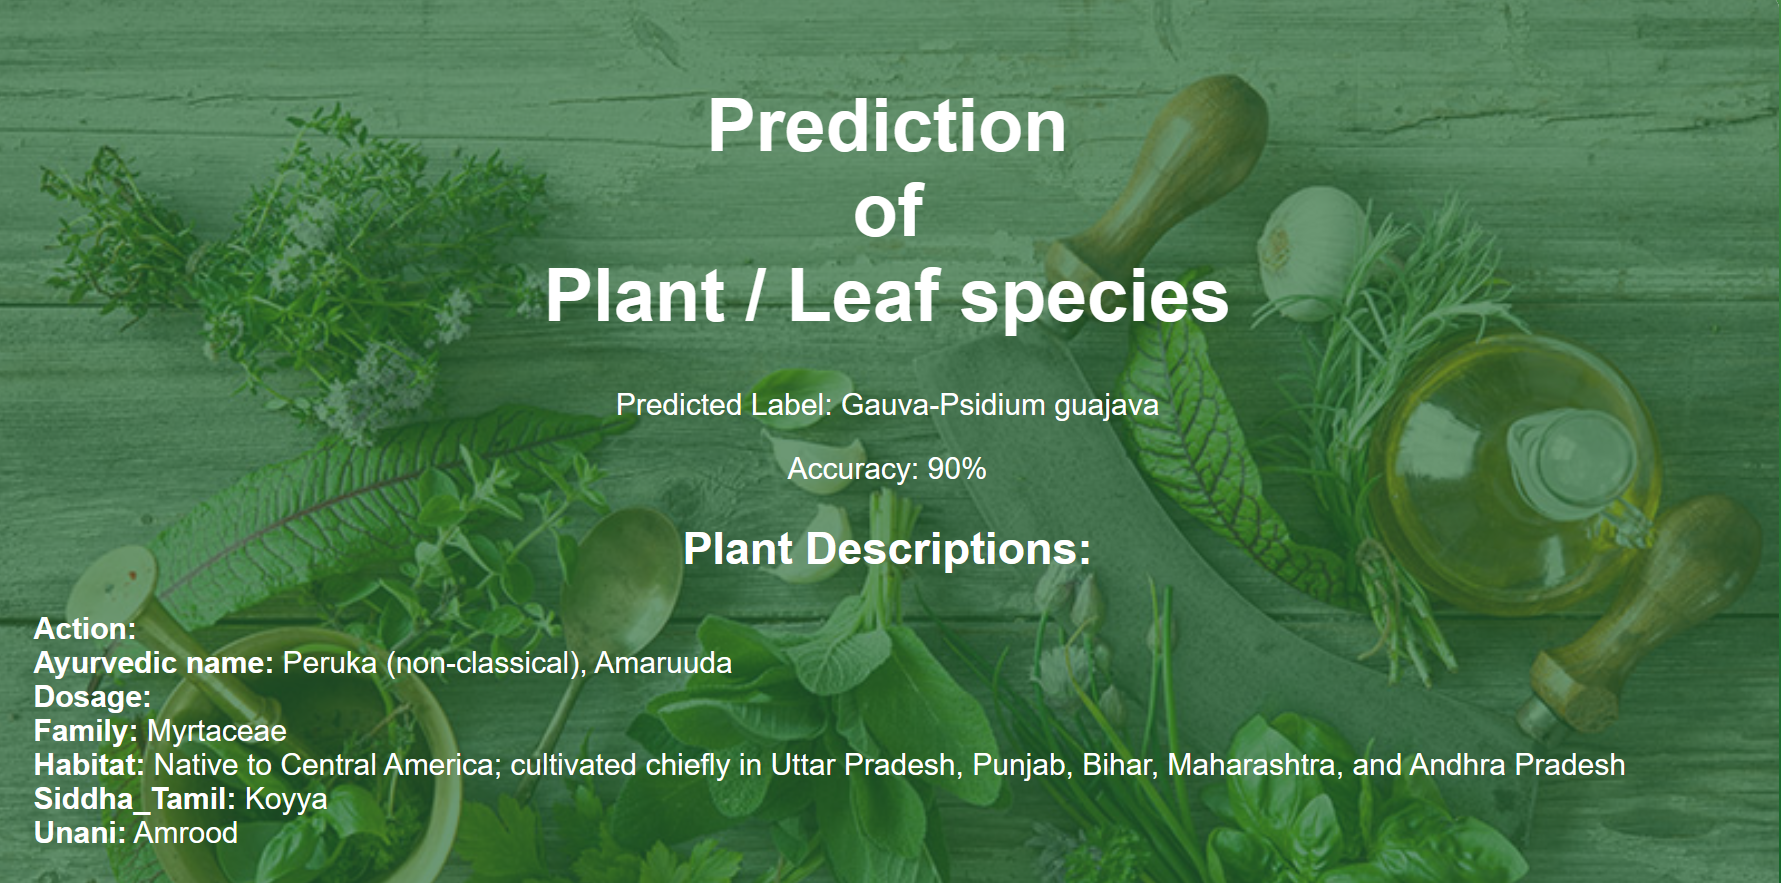 Prediction
of
Plant / Leaf species
Predicted Label: Gauva-Psidium guajava
Accuracy: 90%
Plant Descriptions:
Action:
Ayurvedic name: Peruka (non-classical), Amaruuda
Dosage:
Family: Myrtaceae
Habitat: Native to Central America; cultivated chiefly in Uttar Pradesh, Punjab, Bihar, Maharashtra, and Andhra Pradesh
Siddha_Tamil: Koyya
Unani: Amrood